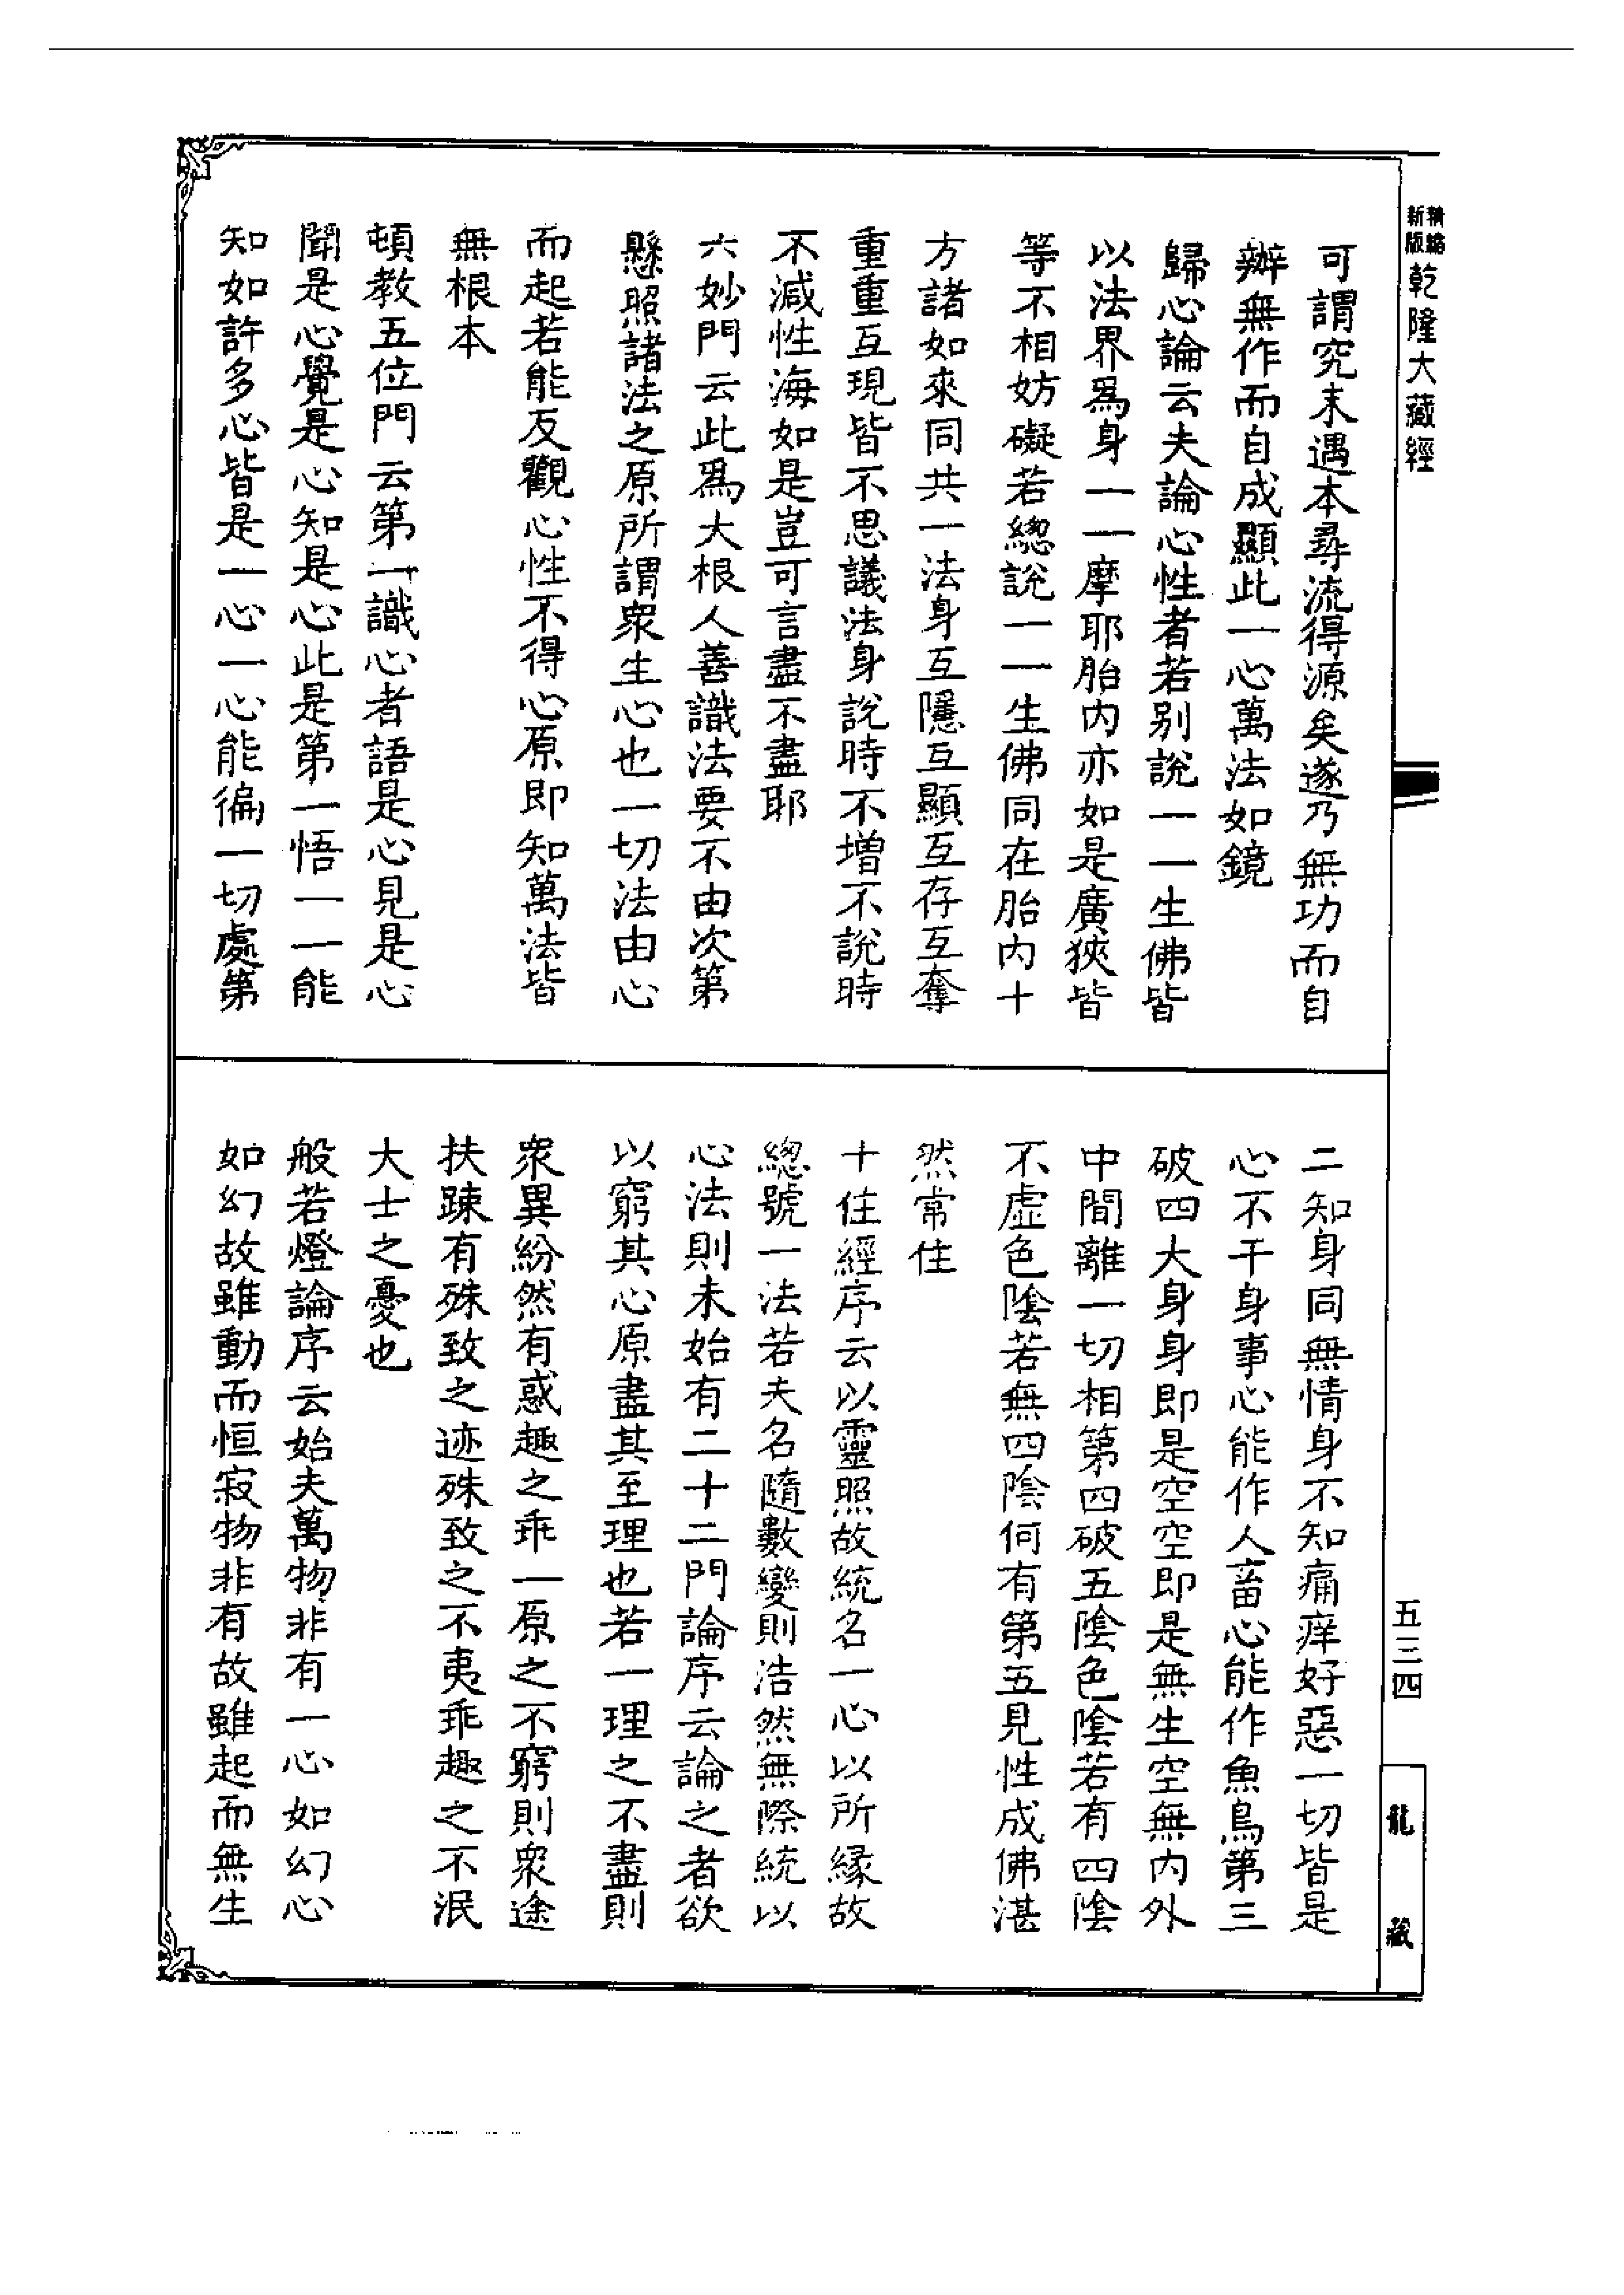 新版精縮乾隆大藏經
可謂究末遇本尋流得源矣遂乃無功而自
辦無作而自成顯此一心萬法如鏡
歸心論云夫論心性者若別說一一生佛皆
以法界爲身一一摩耶胎內亦如是廣狹皆
等不相妨礙若緫說一一生佛同在胎內十
方諸如來同共一法身互隱互顯互存互奪
重重互現皆不思議法身說時不增不說時
不減性海如是豈可言盡不盡耶
六妙門云此爲大根人善識法要不由次第
懸照諸法之原所謂衆生心也一切法由心
而起若能反觀心性不得心原即知萬法皆
無根本
頓教五位門云第一識心者語是心見是心
聞是心覺是心知是心此是第一悟一一能
知如許多心皆是一心一心能徧一切處第
二知身同無情身不知痛痒好惡一切皆是
心不干身事心能作人畜心能作魚鳥第三
破四大身身即是空空即是無生空無內外
中間離一切相第四破五陰色陰若有四陰
不虛色陰若無四陰何有第五見性成佛湛
然常住
十住經序云以靈照故統名一心以所緣故
緫號一法若夫名隨數變則浩然無際統以
心法則未始有二十二門論序云論之者欲
以窮其心原盡其至理也若一理之不盡則
衆異紛然有惑趣之乖一原之不窮則衆途
扶踈有殊致之迹殊致之不夷乖趣之不泯
大士之憂也
般若燈論序云始夫萬物非有一心如幻心
如幻故雖動而恒寂物非有故雖起而無生
五三四
龍藏